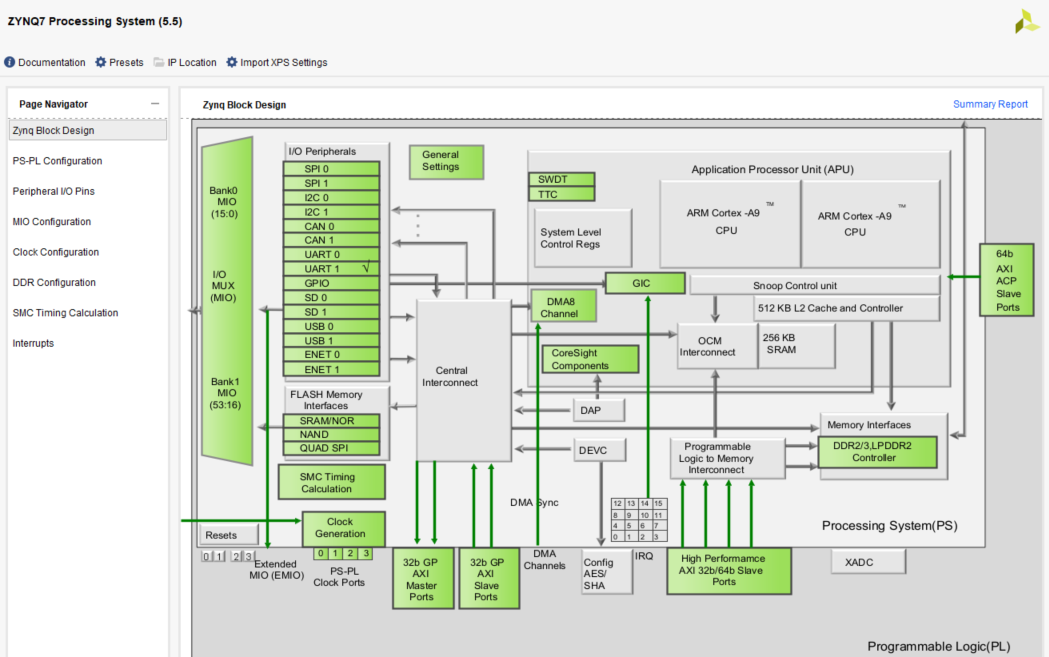 ZYNQ7 Processing System (5.5)
Documentation Presets IP Location Import XPS Settings
Page Navigator
Zynq Block Design
PS-PL Configuration
Peripheral I/O Pins
MIO Configuration
Clock Configuration
DDR Configuration
SMC Timing Calculation
Interrupts
Zynq Block Design
Summary Report
Bank0
MIO
(15:0)
I/O
MUX
(MIO)
Bank1
MIO
(53:16)
I/O Peripherals
SPI 0
SPI 1
I2C 0
I2C 1
CAN 0
CAN 1
UART 0
UART 1 √
GPIO
SD 0
SD 1
USB 0
USB 1
ENET 0
ENET 1
FLASH Memory
Interfaces
SRAM/NOR
NAND
QUAD SPI
SMC Timing
Calculation
General
Settings
Central
Interconnect
Application Processor Unit (APU)
SWDT
TTC
System Level
Control Regs
ARM Cortex -A9 ™
CPU
ARM Cortex -A9 ™
CPU
GIC
Snoop Control unit
DMA8
Channel
512 KB L2 Cache and Controller
OCM
Interconnect
256 KB
SRAM
CoreSight
Components
64b
AXI
ACP
Slave
Ports
DAP
DEVC
Programmable
Logic to Memory
Interconnect
Memory Interfaces
DDR2/3,LPDDR2
Controller
DMA Sync
12 13 14 15
8 9 10 11
4 5 6 7
0 1 2 3
Processing System(PS)
Resets
Clock
Generation
0 1 2 3
Extended
MIO (EMIO)
0 1 2 3
PS-PL
Clock Ports
32b GP
AXI
Master
Ports
32b GP
AXI
Slave
Ports
DMA
Channels
Config
AES/
SHA
IRQ
High Performance
AXI 32b/64b Slave
Ports
XADC
Programmable Logic(PL)